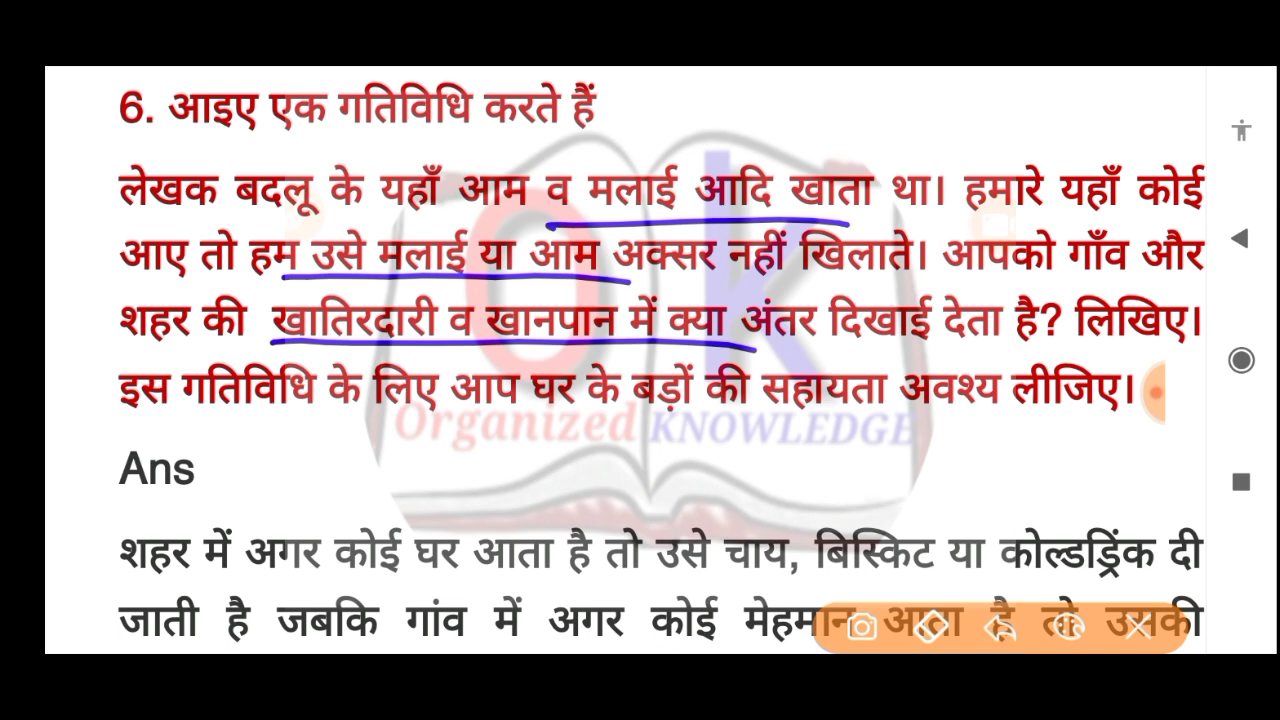 6. आइए एक गतिविधि करते हैं
लेखक बदलू के यहाँ आम व मलाई आदि खाता था। हमारे यहाँ कोई
आए तो हम उसे मलाई या आम अक्सर नहीं खिलाते। आपको गाँव और
शहर की खातिरदारी व खानपान में क्या अंतर दिखाई देता है? लिखिए।
इस गतिविधि के लिए आप घर के बड़ों की सहायता अवश्य लीजिए।
Organized KNOWLEDGE
Ans
शहर में अगर कोई घर आता है तो उसे चाय, बिस्किट या कोल्डड्रिंक दी
जाती है जबकि गांव में अगर कोई मेहमान आता है तो उसकी